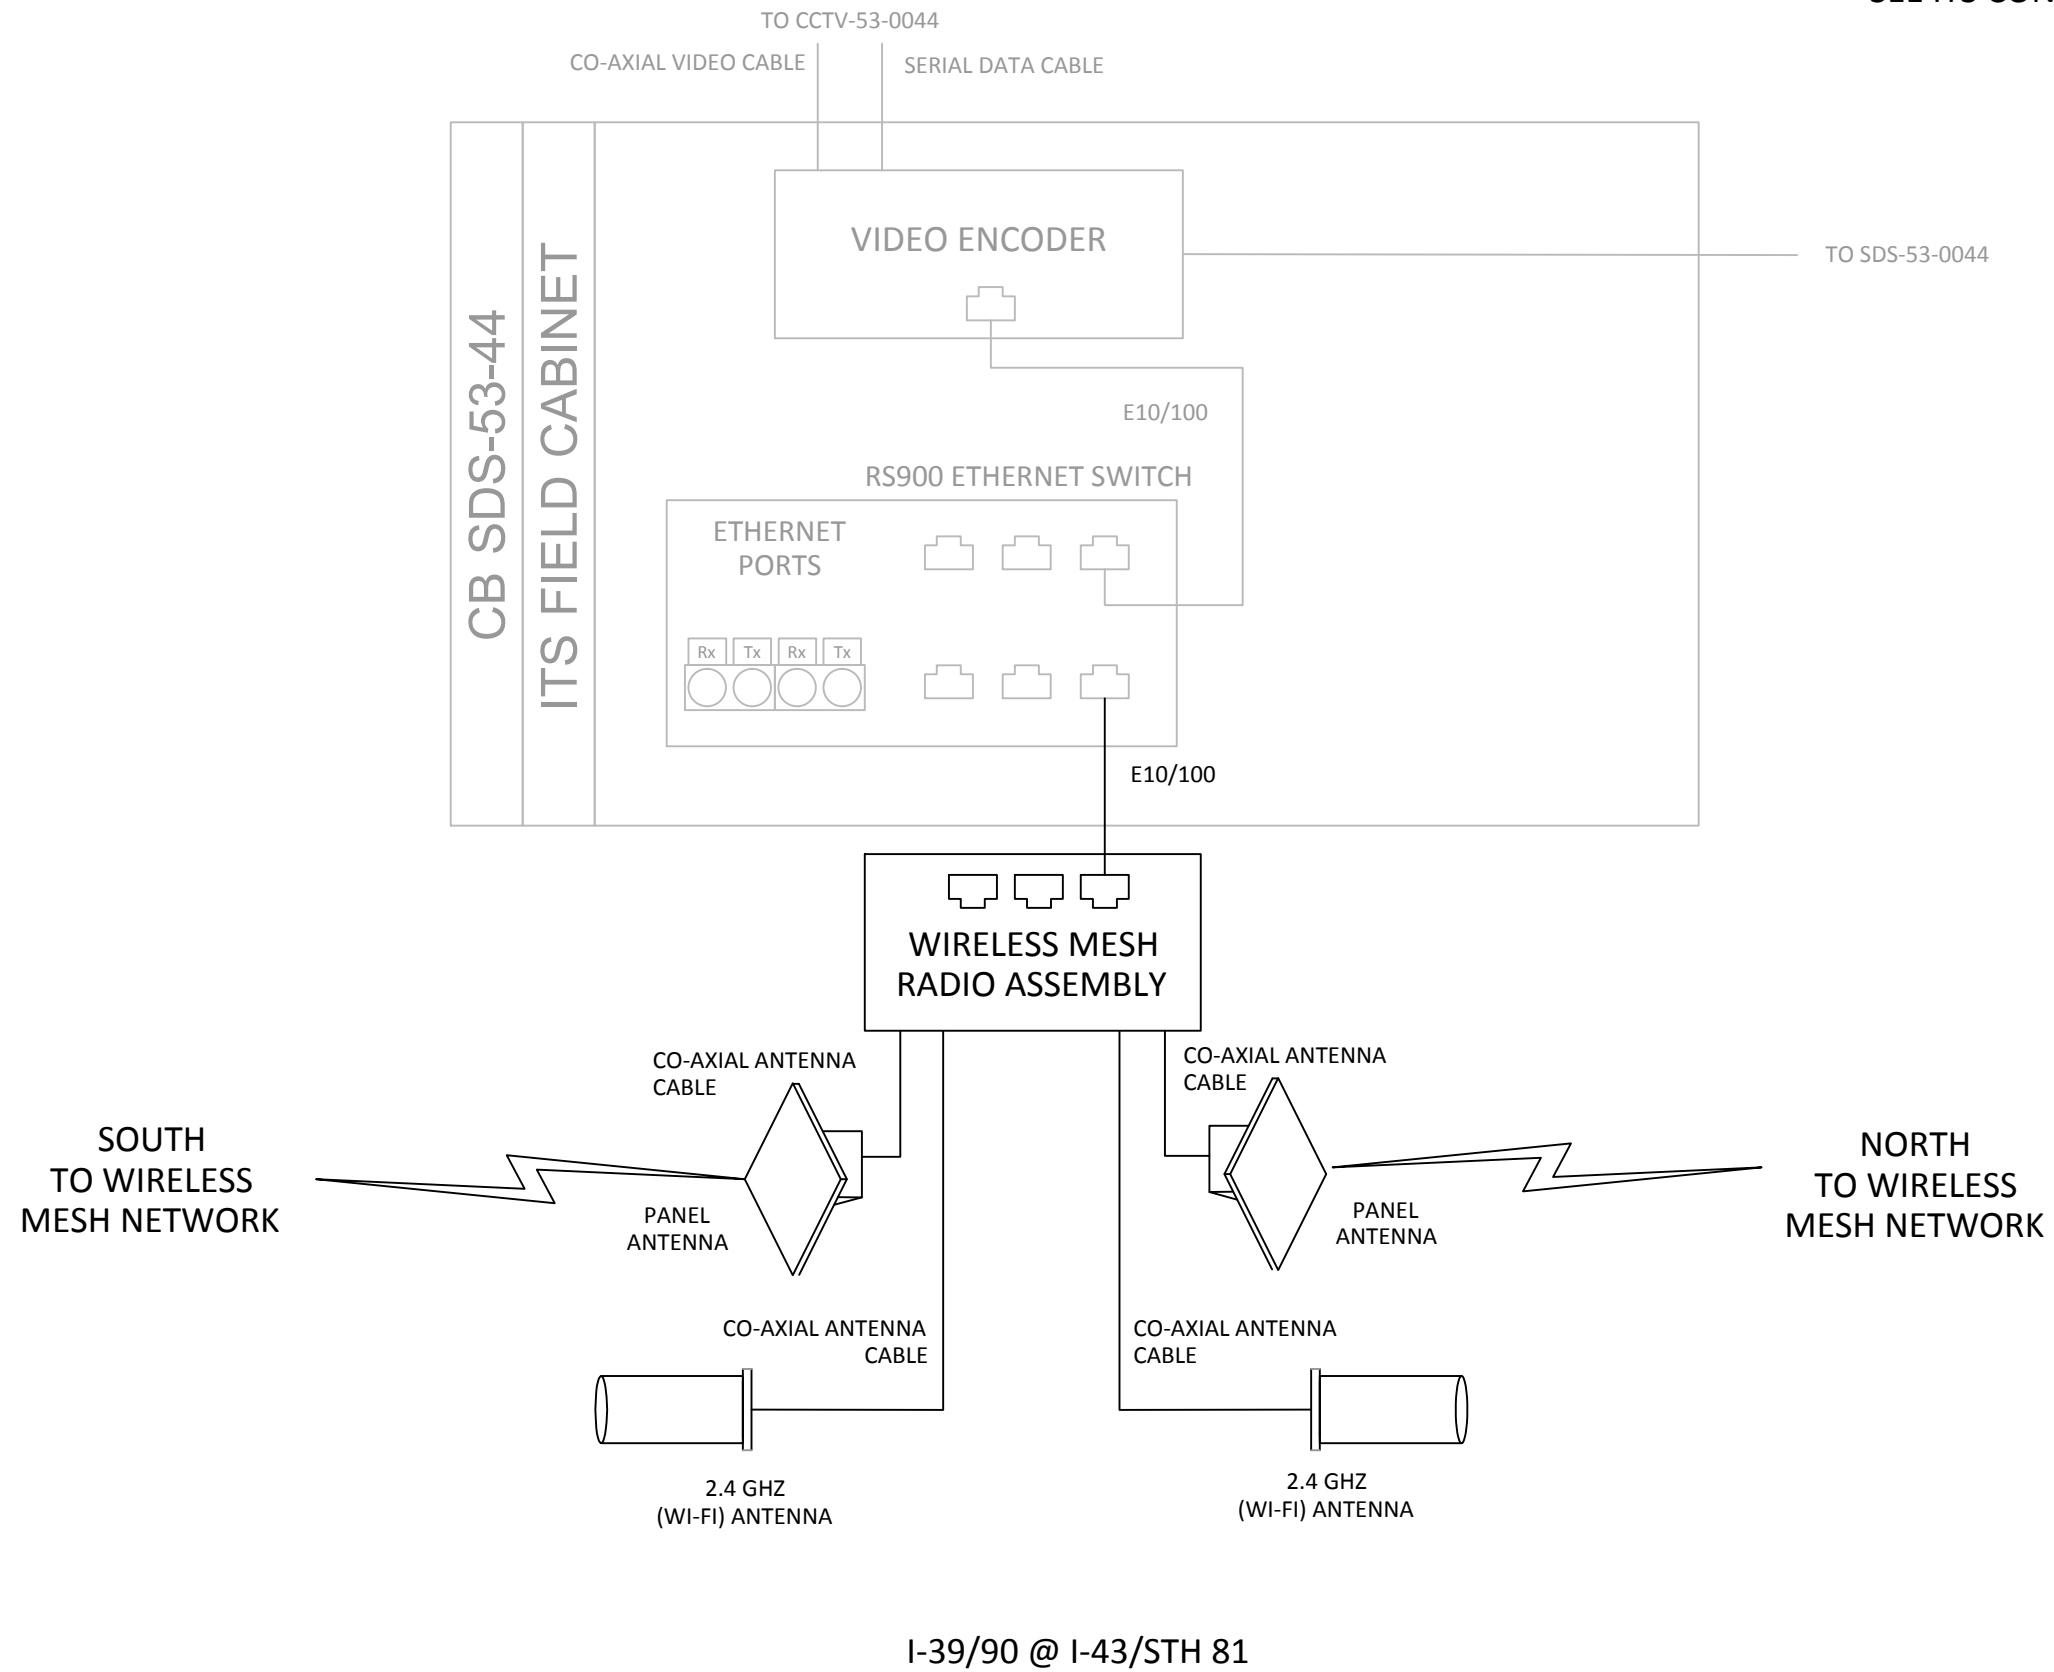 TO CCTV-53-0044
CO-AXIAL VIDEO CABLE
SERIAL DATA CABLE
VIDEO ENCODER
TO SDS-53-0044
CB SDS-53-44
ITS FIELD CABINET
E10/100
RS900 ETHERNET SWITCH
ETHERNET
PORTS
Rx Tx Rx Tx
E10/100
WIRELESS MESH
RADIO ASSEMBLY
CO-AXIAL ANTENNA
CABLE
CO-AXIAL ANTENNA
CABLE
SOUTH
TO WIRELESS
MESH NETWORK
PANEL
ANTENNA
PANEL
ANTENNA
NORTH
TO WIRELESS
MESH NETWORK
CO-AXIAL ANTENNA
CABLE
CO-AXIAL ANTENNA
CABLE
2.4 GHZ
(WI-FI) ANTENNA
2.4 GHZ
(WI-FI) ANTENNA
I-39/90 @ I-43/STH 81